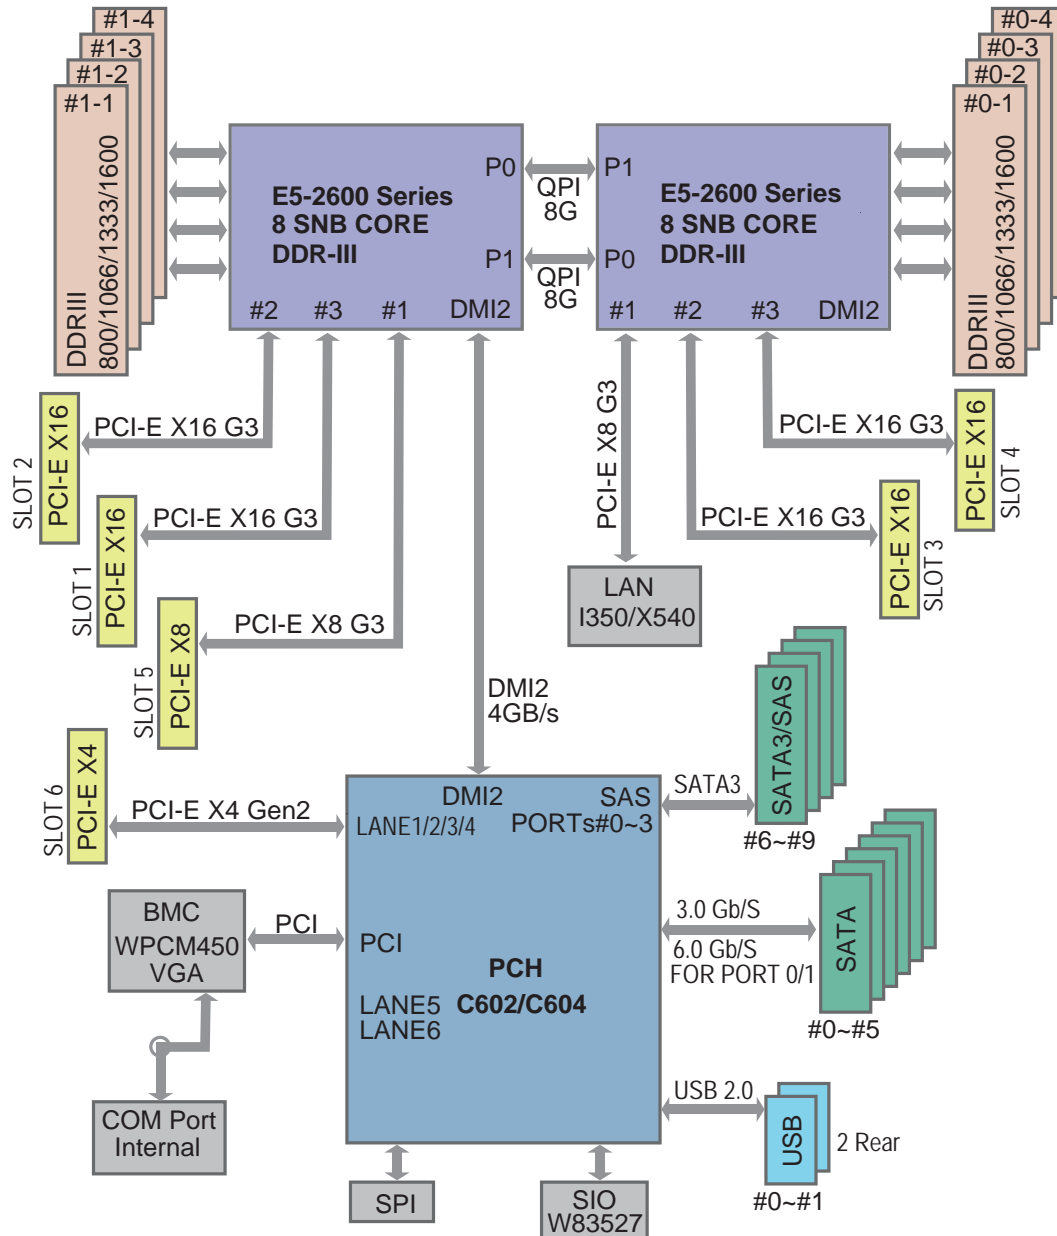 #1-4
#1-3
#1-2
#1-1
DDRIII
800/1066/1333/1600
#0-4
#0-3
#0-2
#0-1
DDRIII
800/1066/1333/1600
E5-2600 Series
8 SNB CORE
DDR-III
P0
P1
#2
#3
#1
DMI2
QPI
8G
QPI
8G
P1
P0
E5-2600 Series
8 SNB CORE
DDR-III
#1
#2
#3
DMI2
PCI-E X16 G3
SLOT 2
PCI-E X16
PCI-E X16 G3
SLOT 1
PCI-E X16
PCI-E X8 G3
SLOT 5
PCI-E X8
PCI-E X8 G3
LAN
I350/X540
PCI-E X16 G3
PCI-E X16
SLOT 4
PCI-E X16 G3
PCI-E X16
SLOT 3
DMI2
4GB/s
SLOT 6
PCI-E X4
PCI-E X4 Gen2
DMI2
LANE1/2/3/4
SAS
PORTs#0~3
SATA3
SATA3/SAS
#6~#9
BMC
WPCM450
VGA
PCI
PCI
PCH
C602/C604
LANE5
LANE6
3.0 Gb/S
6.0 Gb/S
FOR PORT 0/1
SATA
#0~#5
COM Port
Internal
USB 2.0
USB
2 Rear
#0~#1
SPI
SIO
W83527